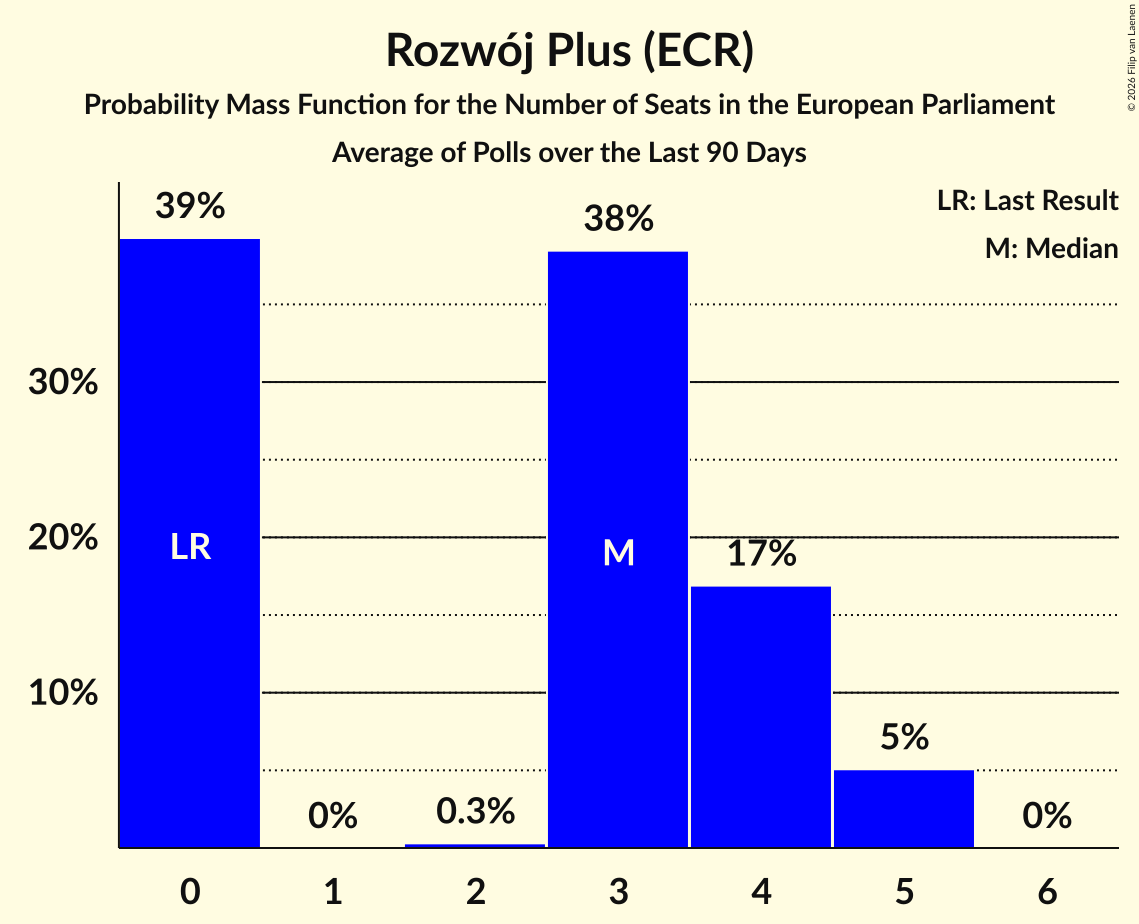 Rozwój Plus (ECR)
Probability Mass Function for the Number of Seats in the European Parliament
Average of Polls over the Last 90 Days
© 2026 Filip van Laenen
LR: Last Result
M: Median
39%
0%
0.3%
38%
17%
5%
0%
LR
M
30%
20%
10%
0 1 2 3 4 5 6